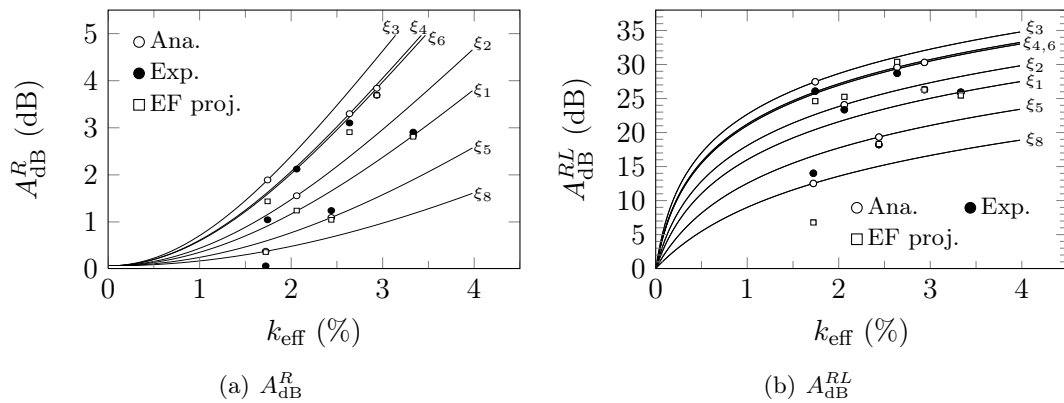 5
4
3
2
1
0
A^R_dB (dB)
Ana.
Exp.
EF proj.
ξ3
ξ4
ξ6
ξ2
ξ1
ξ5
ξ8
0 1 2 3 4
k_eff (%)
(a) A^R_dB
35
30
25
20
15
10
5
0
A^RL_dB (dB)
ξ3
ξ4,6
ξ2
ξ1
ξ5
ξ8
Ana. Exp.
EF proj.
0 1 2 3 4
k_eff (%)
(b) A^RL_dB